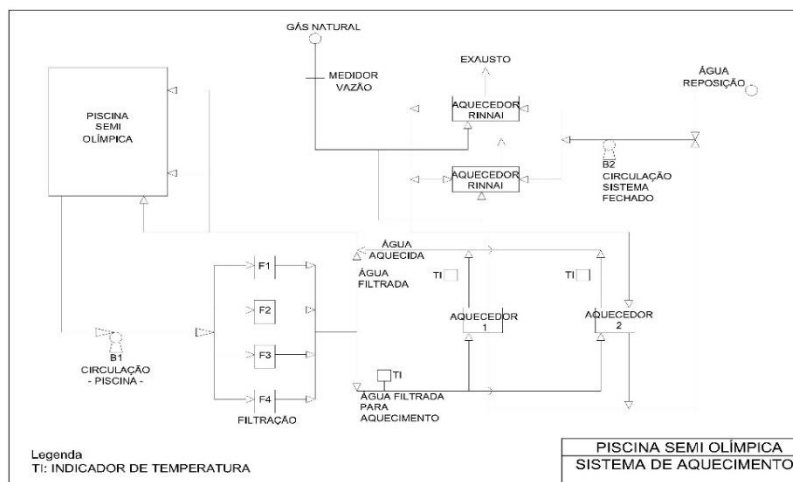 GÁS NATURAL
EXAUSTO
ÁGUA
REPOSIÇÃO
MEDIDOR
VAZÃO
PISCINA
SEMI
OLÍMPICA
AQUECEDOR
RINNAI
B2
CIRCULAÇÃO
SISTEMA
FECHADO
AQUECEDOR
RINNAI
ÁGUA
AQUECIDA
F1
ÁGUA
FILTRADA
TI
TI
F2
AQUECEDOR
1
AQUECEDOR
2
B1
CIRCULAÇÃO
- PISCINA -
F3
TI
F4
FILTRAÇÃO
ÁGUA FILTRADA
PARA
AQUECIMENTO
Legenda
TI: INDICADOR DE TEMPERATURA
PISCINA SEMI OLÍMPICA
SISTEMA DE AQUECIMENTO